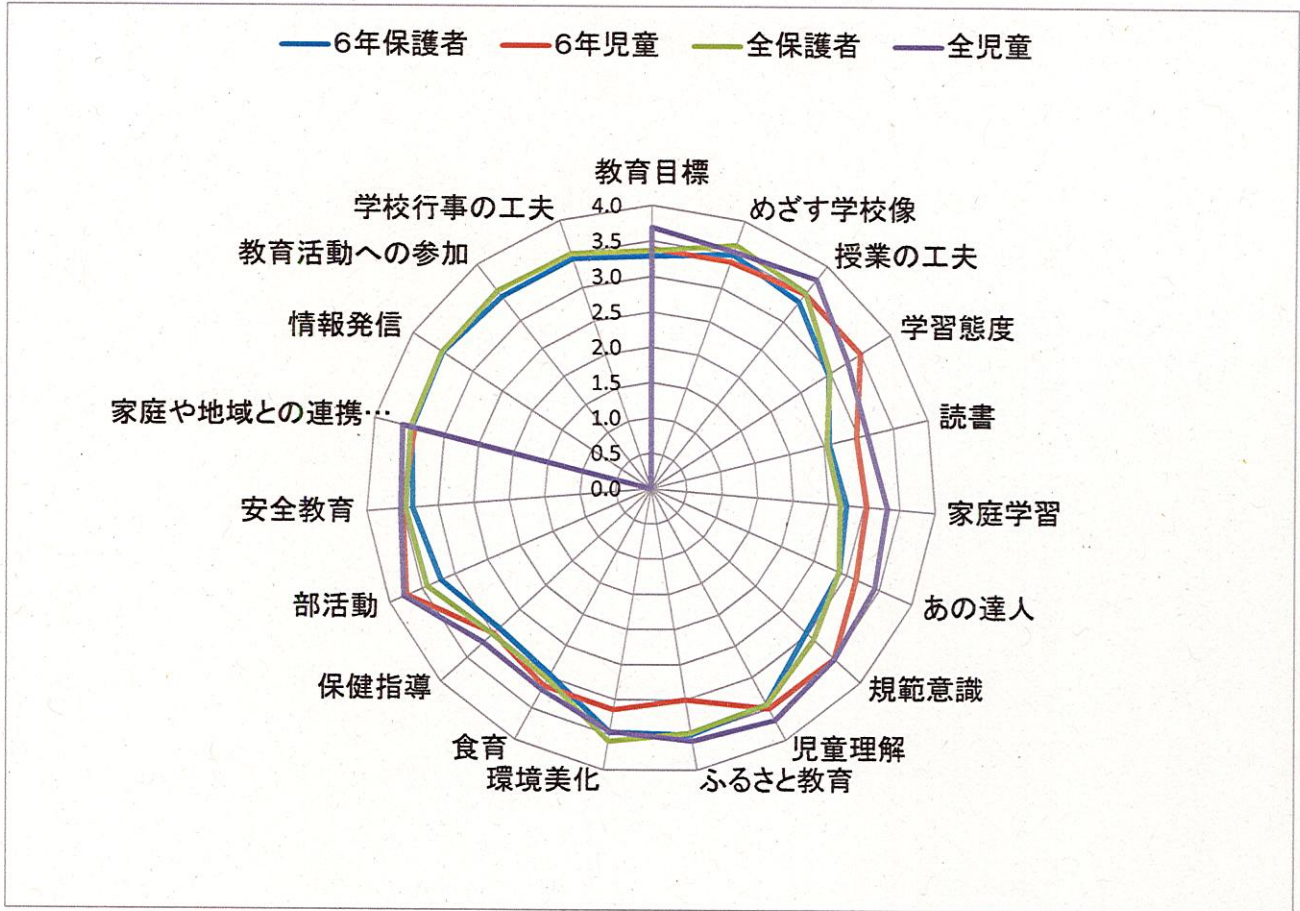 6年保護者 6年児童 全保護者 全児童
教育目標
めざす学校像
授業の工夫
学習態度
読書
家庭学習
あの達人
規範意識
児童理解
ふるさと教育
環境美化
食育
保健指導
部活動
安全教育
家庭や地域との連携…
情報発信
教育活動への参加
学校行事の工夫
4.0
3.5
3.0
2.5
2.0
1.5
1.0
0.5
0.0